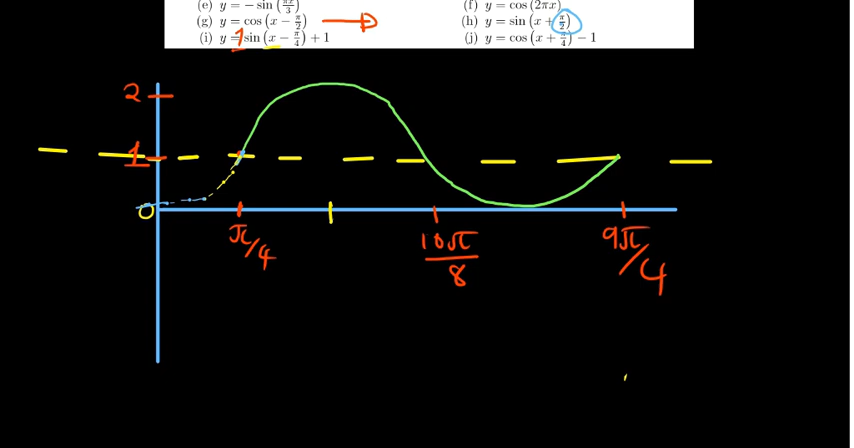 (e) y = − sin (πx/3) (f) y = cos (2πx)
(g) y = cos (x − π/2) (h) y = sin (x + π/2)
(i) y = 1 sin (x − π/4) + 1 (j) y = cos (x + π/4) − 1
2
1
0
π/4
10π/8
9π/4